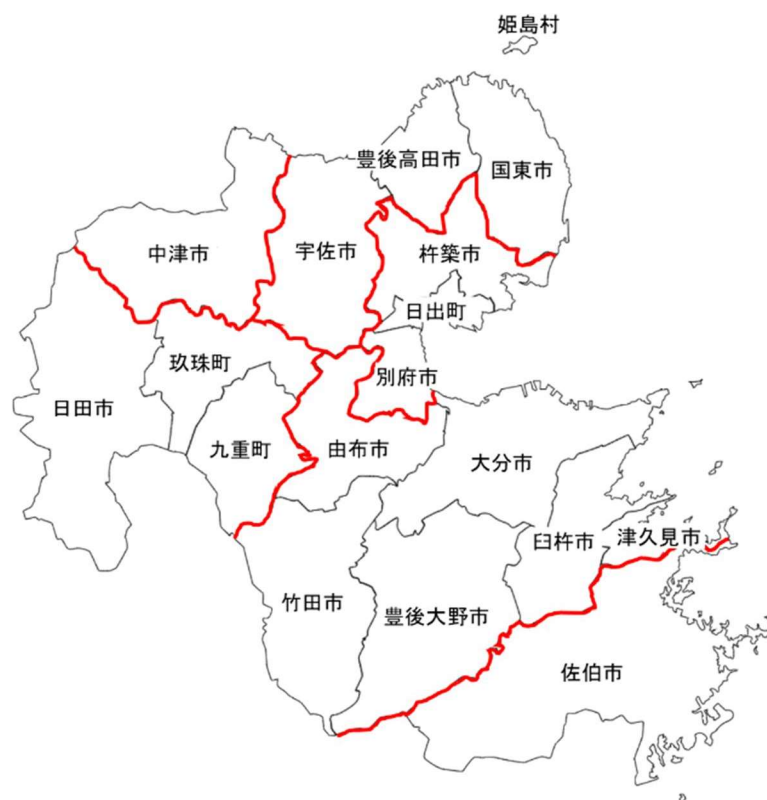 姫島村
豊後高田市
国東市
中津市
宇佐市
杵築市
日出町
玖珠町
別府市
日田市
九重町
由布市
大分市
臼杵市
津久見市
竹田市
豊後大野市
佐伯市